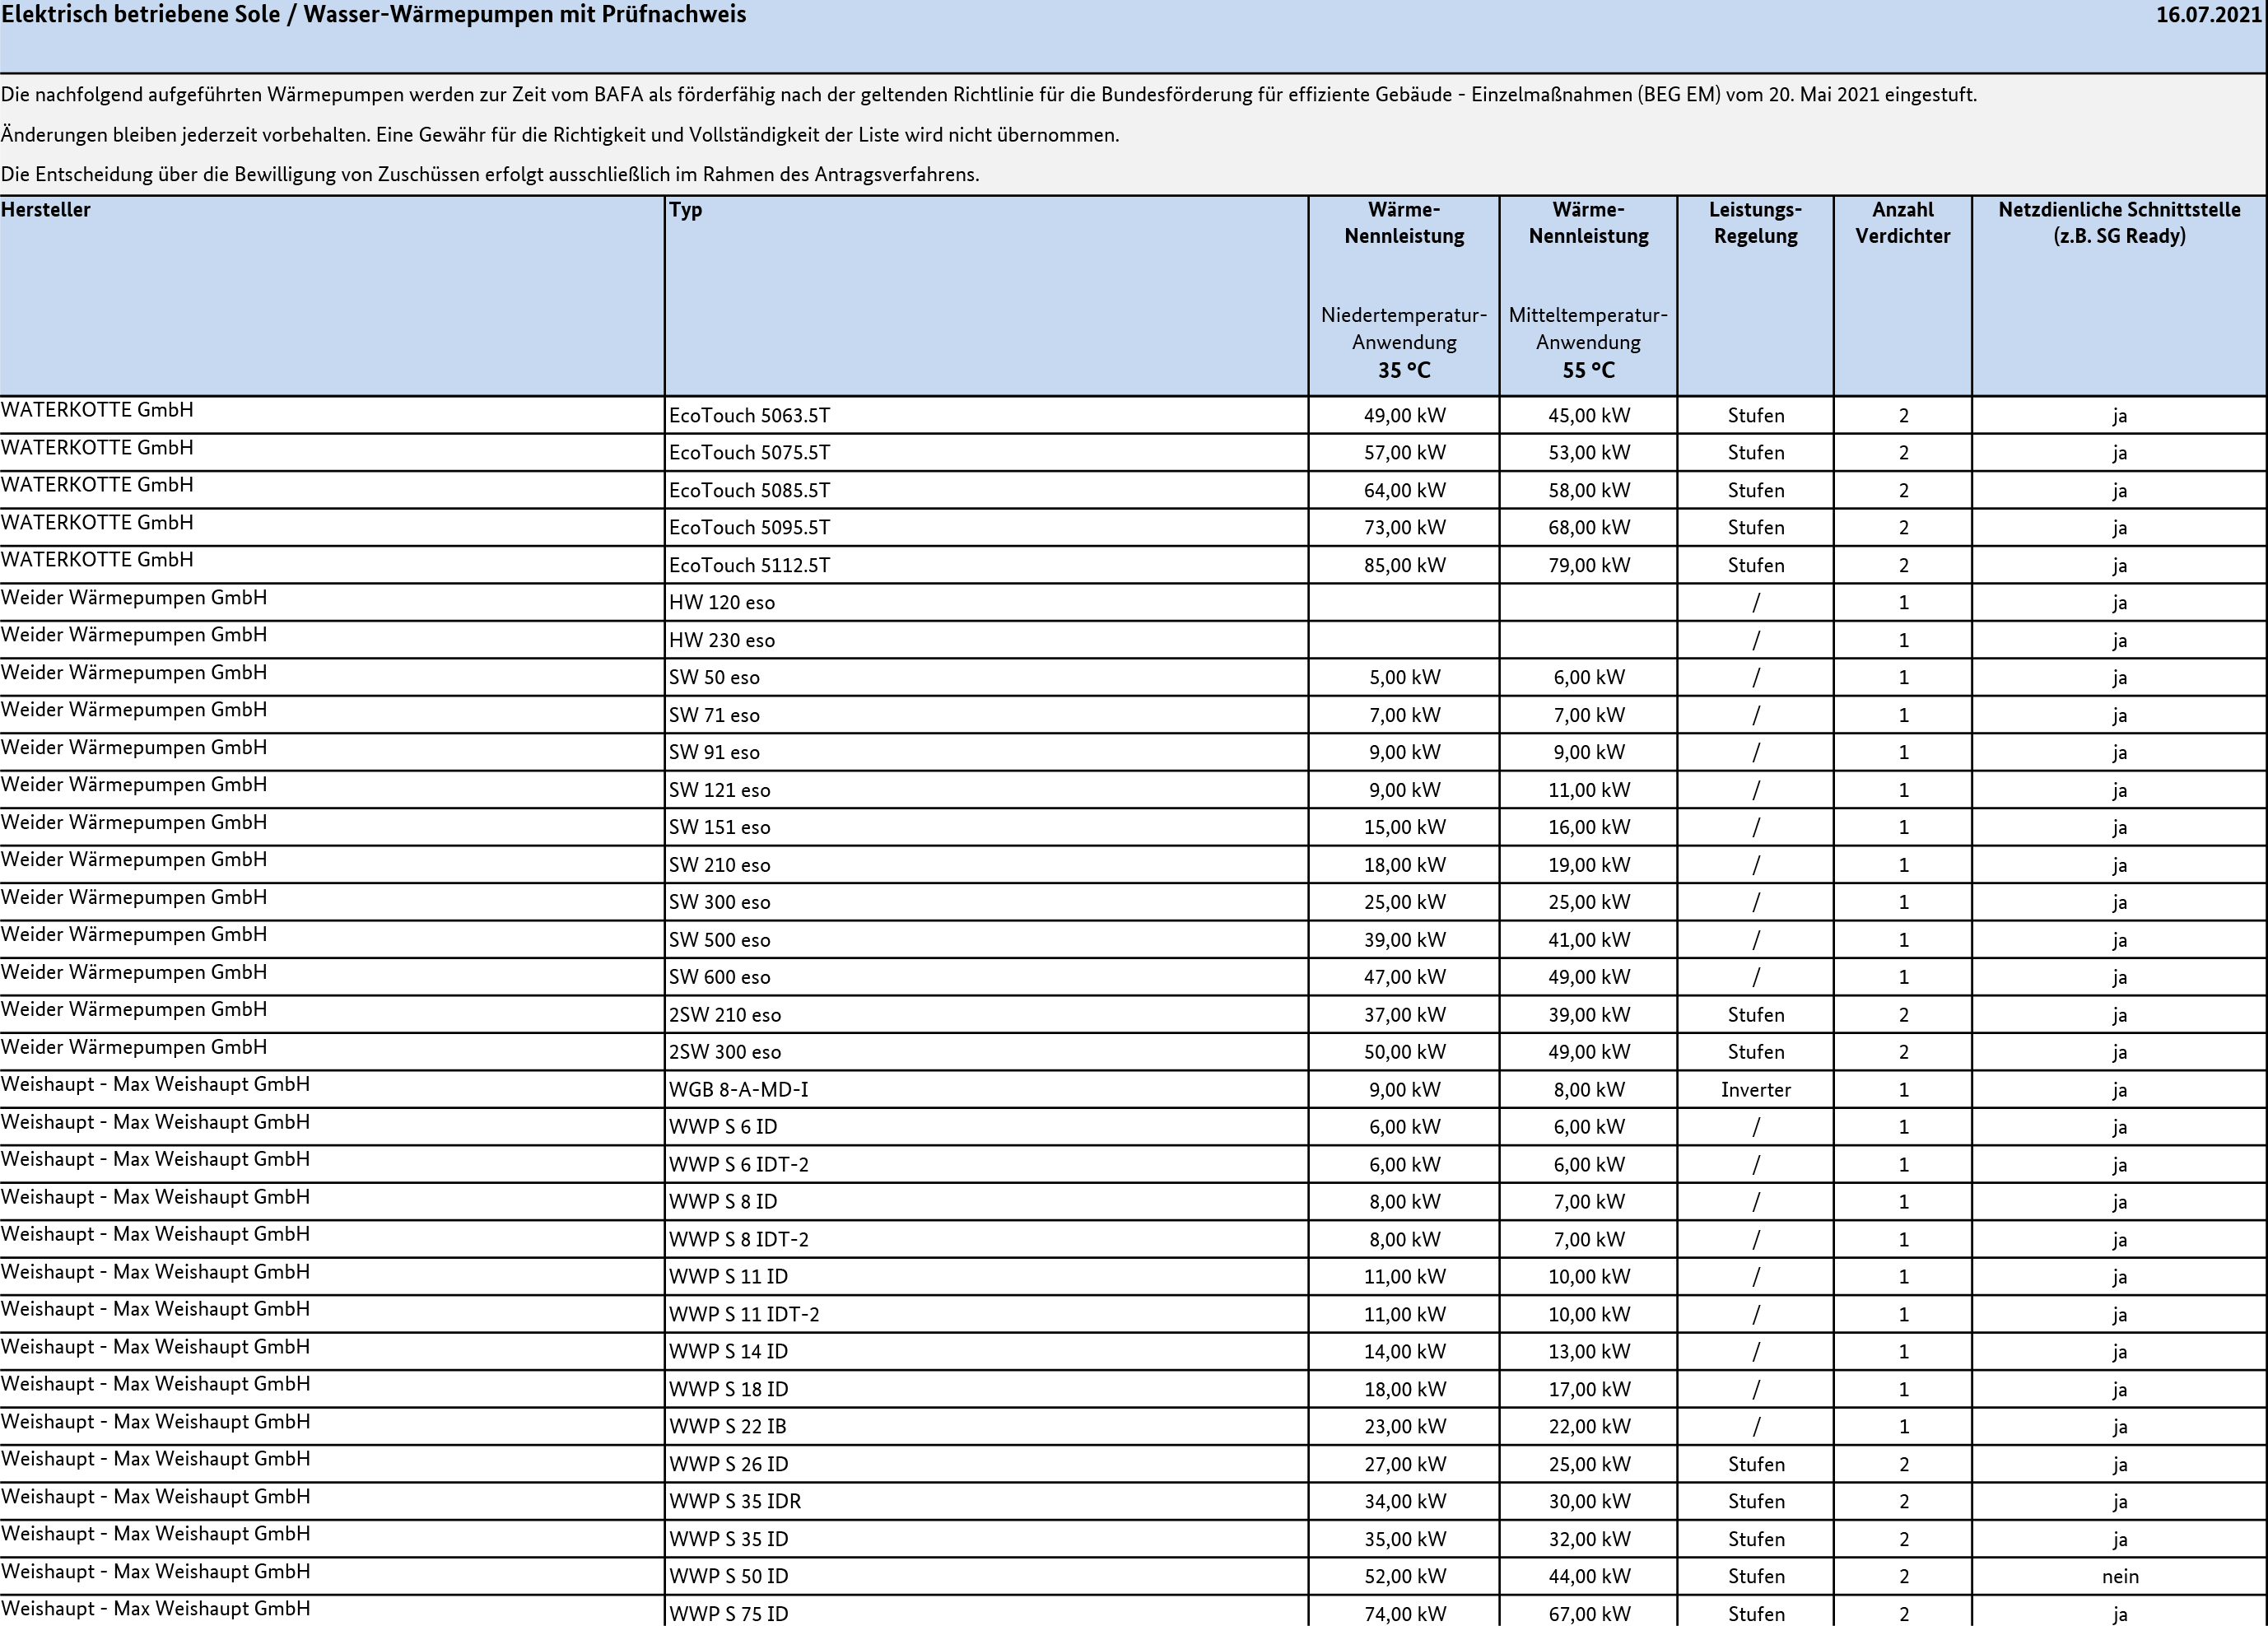 Elektrisch betriebene Sole / Wasser-Wärmepumpen mit Prüfnachweis 16.07.2021
Die nachfolgend aufgeführten Wärmepumpen werden zur Zeit vom BAFA als förderfähig nach der geltenden Richtlinie für die Bundesförderung für effiziente Gebäude - Einzelmaßnahmen (BEG EM) vom 20. Mai 2021 eingestuft.
Änderungen bleiben jederzeit vorbehalten. Eine Gewähr für die Richtigkeit und Vollständigkeit der Liste wird nicht übernommen.
Die Entscheidung über die Bewilligung von Zuschüssen erfolgt ausschließlich im Rahmen des Antragsverfahrens.
Hersteller Typ Wärme- Wärme- Leistungs- Anzahl Netzdienliche Schnittstelle
Nennleistung Nennleistung Regelung Verdichter (z.B. SG Ready)
Niedertemperatur- Mitteltemperatur-
Anwendung Anwendung
35 °C 55 °C
WATERKOTTE GmbH EcoTouch 5063.5T 49,00 kW 45,00 kW Stufen 2 ja
WATERKOTTE GmbH EcoTouch 5075.5T 57,00 kW 53,00 kW Stufen 2 ja
WATERKOTTE GmbH EcoTouch 5085.5T 64,00 kW 58,00 kW Stufen 2 ja
WATERKOTTE GmbH EcoTouch 5095.5T 73,00 kW 68,00 kW Stufen 2 ja
WATERKOTTE GmbH EcoTouch 5112.5T 85,00 kW 79,00 kW Stufen 2 ja
Weider Wärmepumpen GmbH HW 120 eso / 1 ja
Weider Wärmepumpen GmbH HW 230 eso / 1 ja
Weider Wärmepumpen GmbH SW 50 eso 5,00 kW 6,00 kW / 1 ja
Weider Wärmepumpen GmbH SW 71 eso 7,00 kW 7,00 kW / 1 ja
Weider Wärmepumpen GmbH SW 91 eso 9,00 kW 9,00 kW / 1 ja
Weider Wärmepumpen GmbH SW 121 eso 9,00 kW 11,00 kW / 1 ja
Weider Wärmepumpen GmbH SW 151 eso 15,00 kW 16,00 kW / 1 ja
Weider Wärmepumpen GmbH SW 210 eso 18,00 kW 19,00 kW / 1 ja
Weider Wärmepumpen GmbH SW 300 eso 25,00 kW 25,00 kW / 1 ja
Weider Wärmepumpen GmbH SW 500 eso 39,00 kW 41,00 kW / 1 ja
Weider Wärmepumpen GmbH SW 600 eso 47,00 kW 49,00 kW / 1 ja
Weider Wärmepumpen GmbH 2SW 210 eso 37,00 kW 39,00 kW Stufen 2 ja
Weider Wärmepumpen GmbH 2SW 300 eso 50,00 kW 49,00 kW Stufen 2 ja
Weishaupt - Max Weishaupt GmbH WGB 8-A-MD-I 9,00 kW 8,00 kW Inverter 1 ja
Weishaupt - Max Weishaupt GmbH WWP S 6 ID 6,00 kW 6,00 kW / 1 ja
Weishaupt - Max Weishaupt GmbH WWP S 6 IDT-2 6,00 kW 6,00 kW / 1 ja
Weishaupt - Max Weishaupt GmbH WWP S 8 ID 8,00 kW 7,00 kW / 1 ja
Weishaupt - Max Weishaupt GmbH WWP S 8 IDT-2 8,00 kW 7,00 kW / 1 ja
Weishaupt - Max Weishaupt GmbH WWP S 11 ID 11,00 kW 10,00 kW / 1 ja
Weishaupt - Max Weishaupt GmbH WWP S 11 IDT-2 11,00 kW 10,00 kW / 1 ja
Weishaupt - Max Weishaupt GmbH WWP S 14 ID 14,00 kW 13,00 kW / 1 ja
Weishaupt - Max Weishaupt GmbH WWP S 18 ID 18,00 kW 17,00 kW / 1 ja
Weishaupt - Max Weishaupt GmbH WWP S 22 IB 23,00 kW 22,00 kW / 1 ja
Weishaupt - Max Weishaupt GmbH WWP S 26 ID 27,00 kW 25,00 kW Stufen 2 ja
Weishaupt - Max Weishaupt GmbH WWP S 35 IDR 34,00 kW 30,00 kW Stufen 2 ja
Weishaupt - Max Weishaupt GmbH WWP S 35 ID 35,00 kW 32,00 kW Stufen 2 ja
Weishaupt - Max Weishaupt GmbH WWP S 50 ID 52,00 kW 44,00 kW Stufen 2 nein
Weishaupt - Max Weishaupt GmbH WWP S 75 ID 74,00 kW 67,00 kW Stufen 2 ja